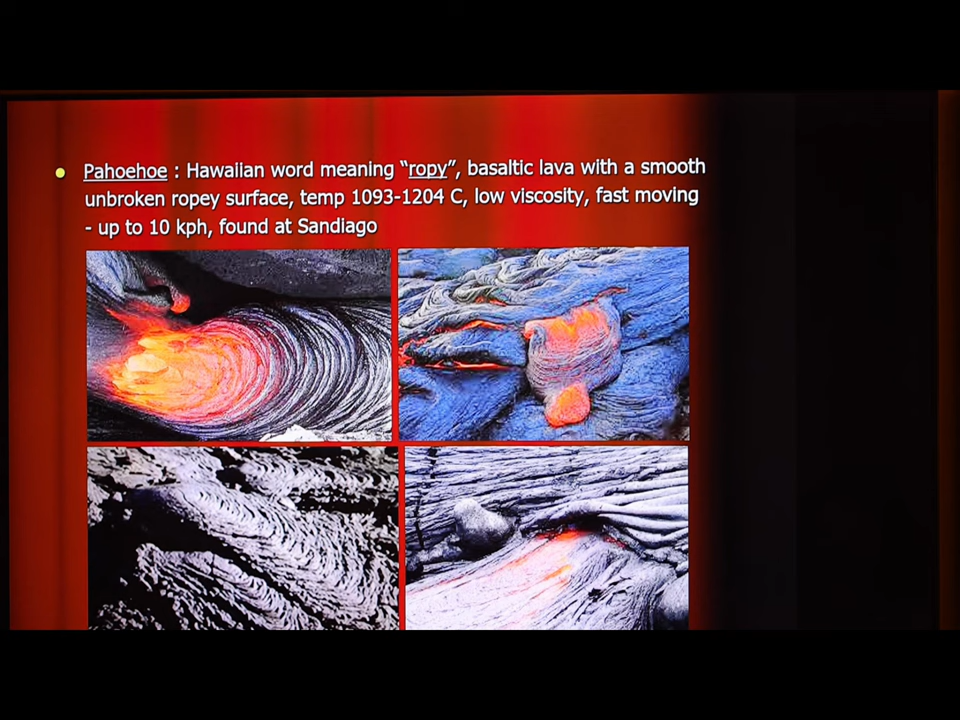 Pahoehoe : Hawaiian word meaning “ropy”, basaltic lava with a smooth
unbroken ropey surface, temp 1093-1204 C, low viscosity, fast moving
- up to 10 kph, found at Sandiago